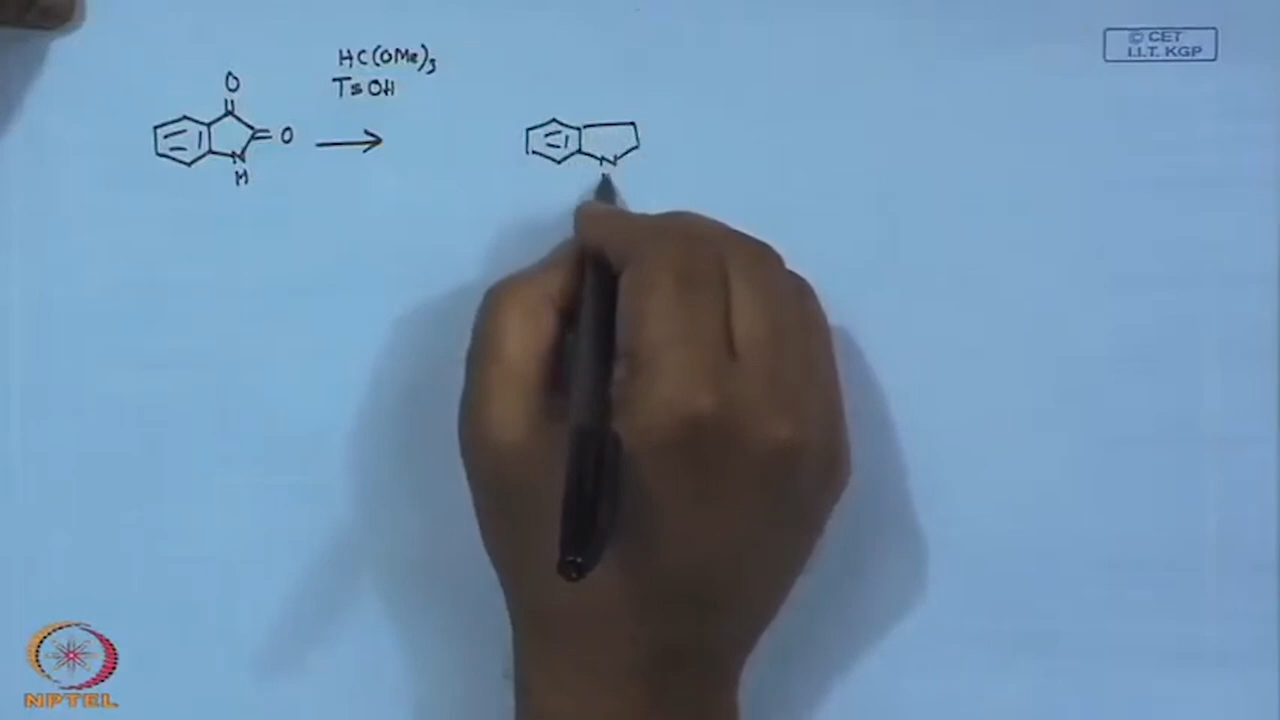 HC(OMe)3
TsOH
O
O
N
H
N
© CET
I.I.T. KGP
NPTEL